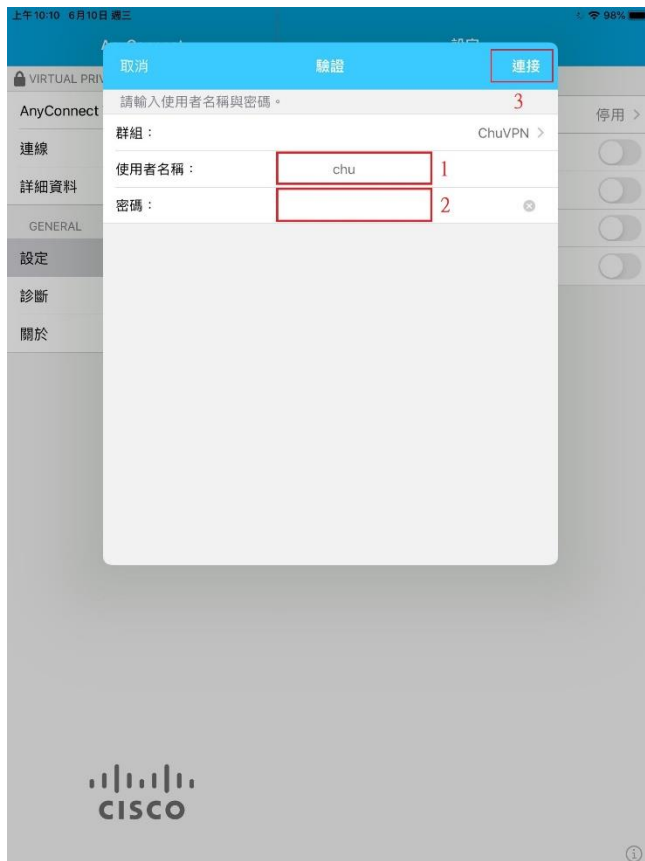 上午10:10 6月10日 週三
98%
取消 驗證 連接
3
VIRTUAL PRIV
請輸入使用者名稱與密碼。
AnyConnect
停用
群組： ChuVPN
連線
使用者名稱： chu 1
詳細資料
密碼： 2
GENERAL
設定
診斷
關於
CISCO